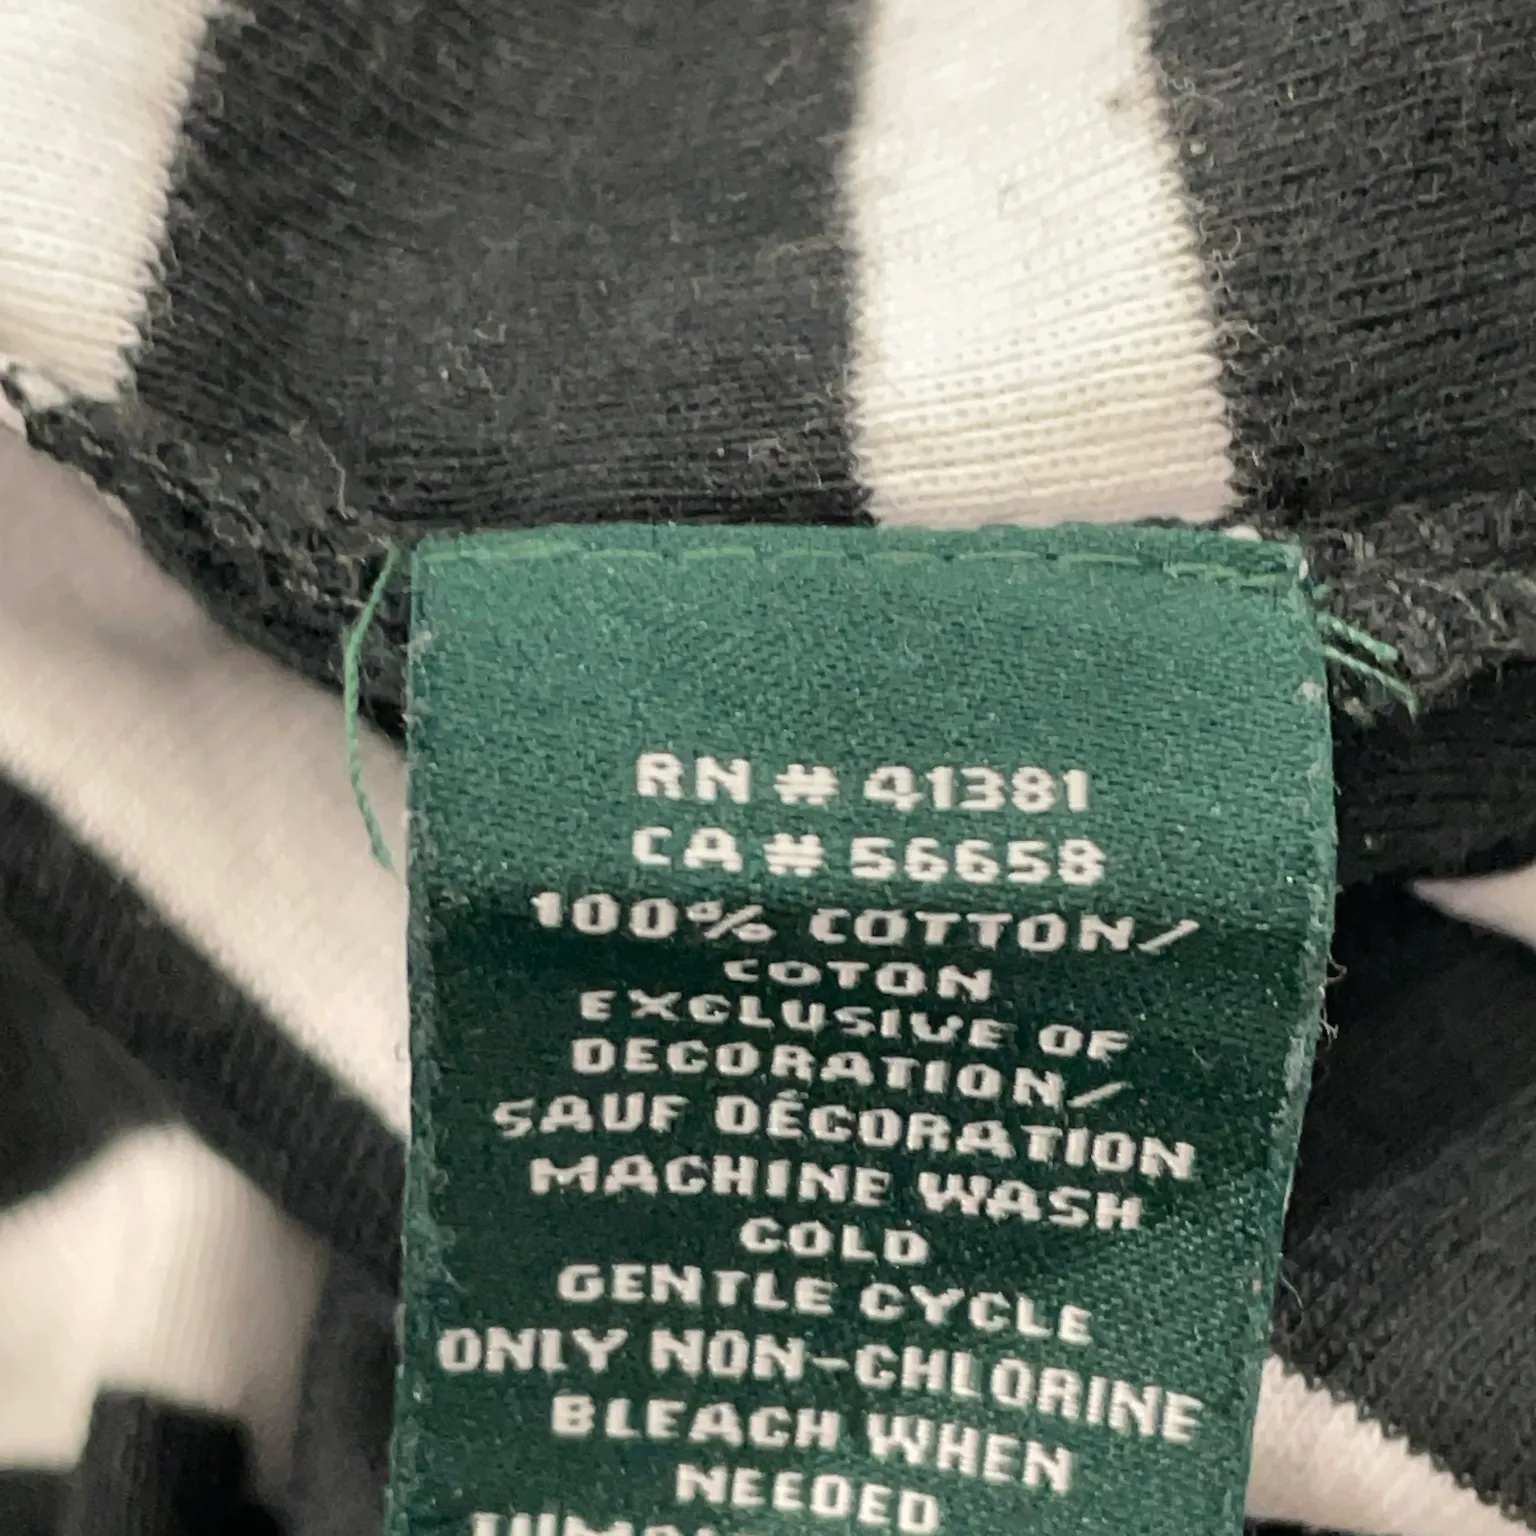 RN # 41381
CA # 56658
100% COTTON/
COTON
EXCLUSIVE OF
DECORATION/
SAUF DÉCORATION
MACHINE WASH
COLD
GENTLE CYCLE
ONLY NON-CHLORINE
BLEACH WHEN
NEEDED